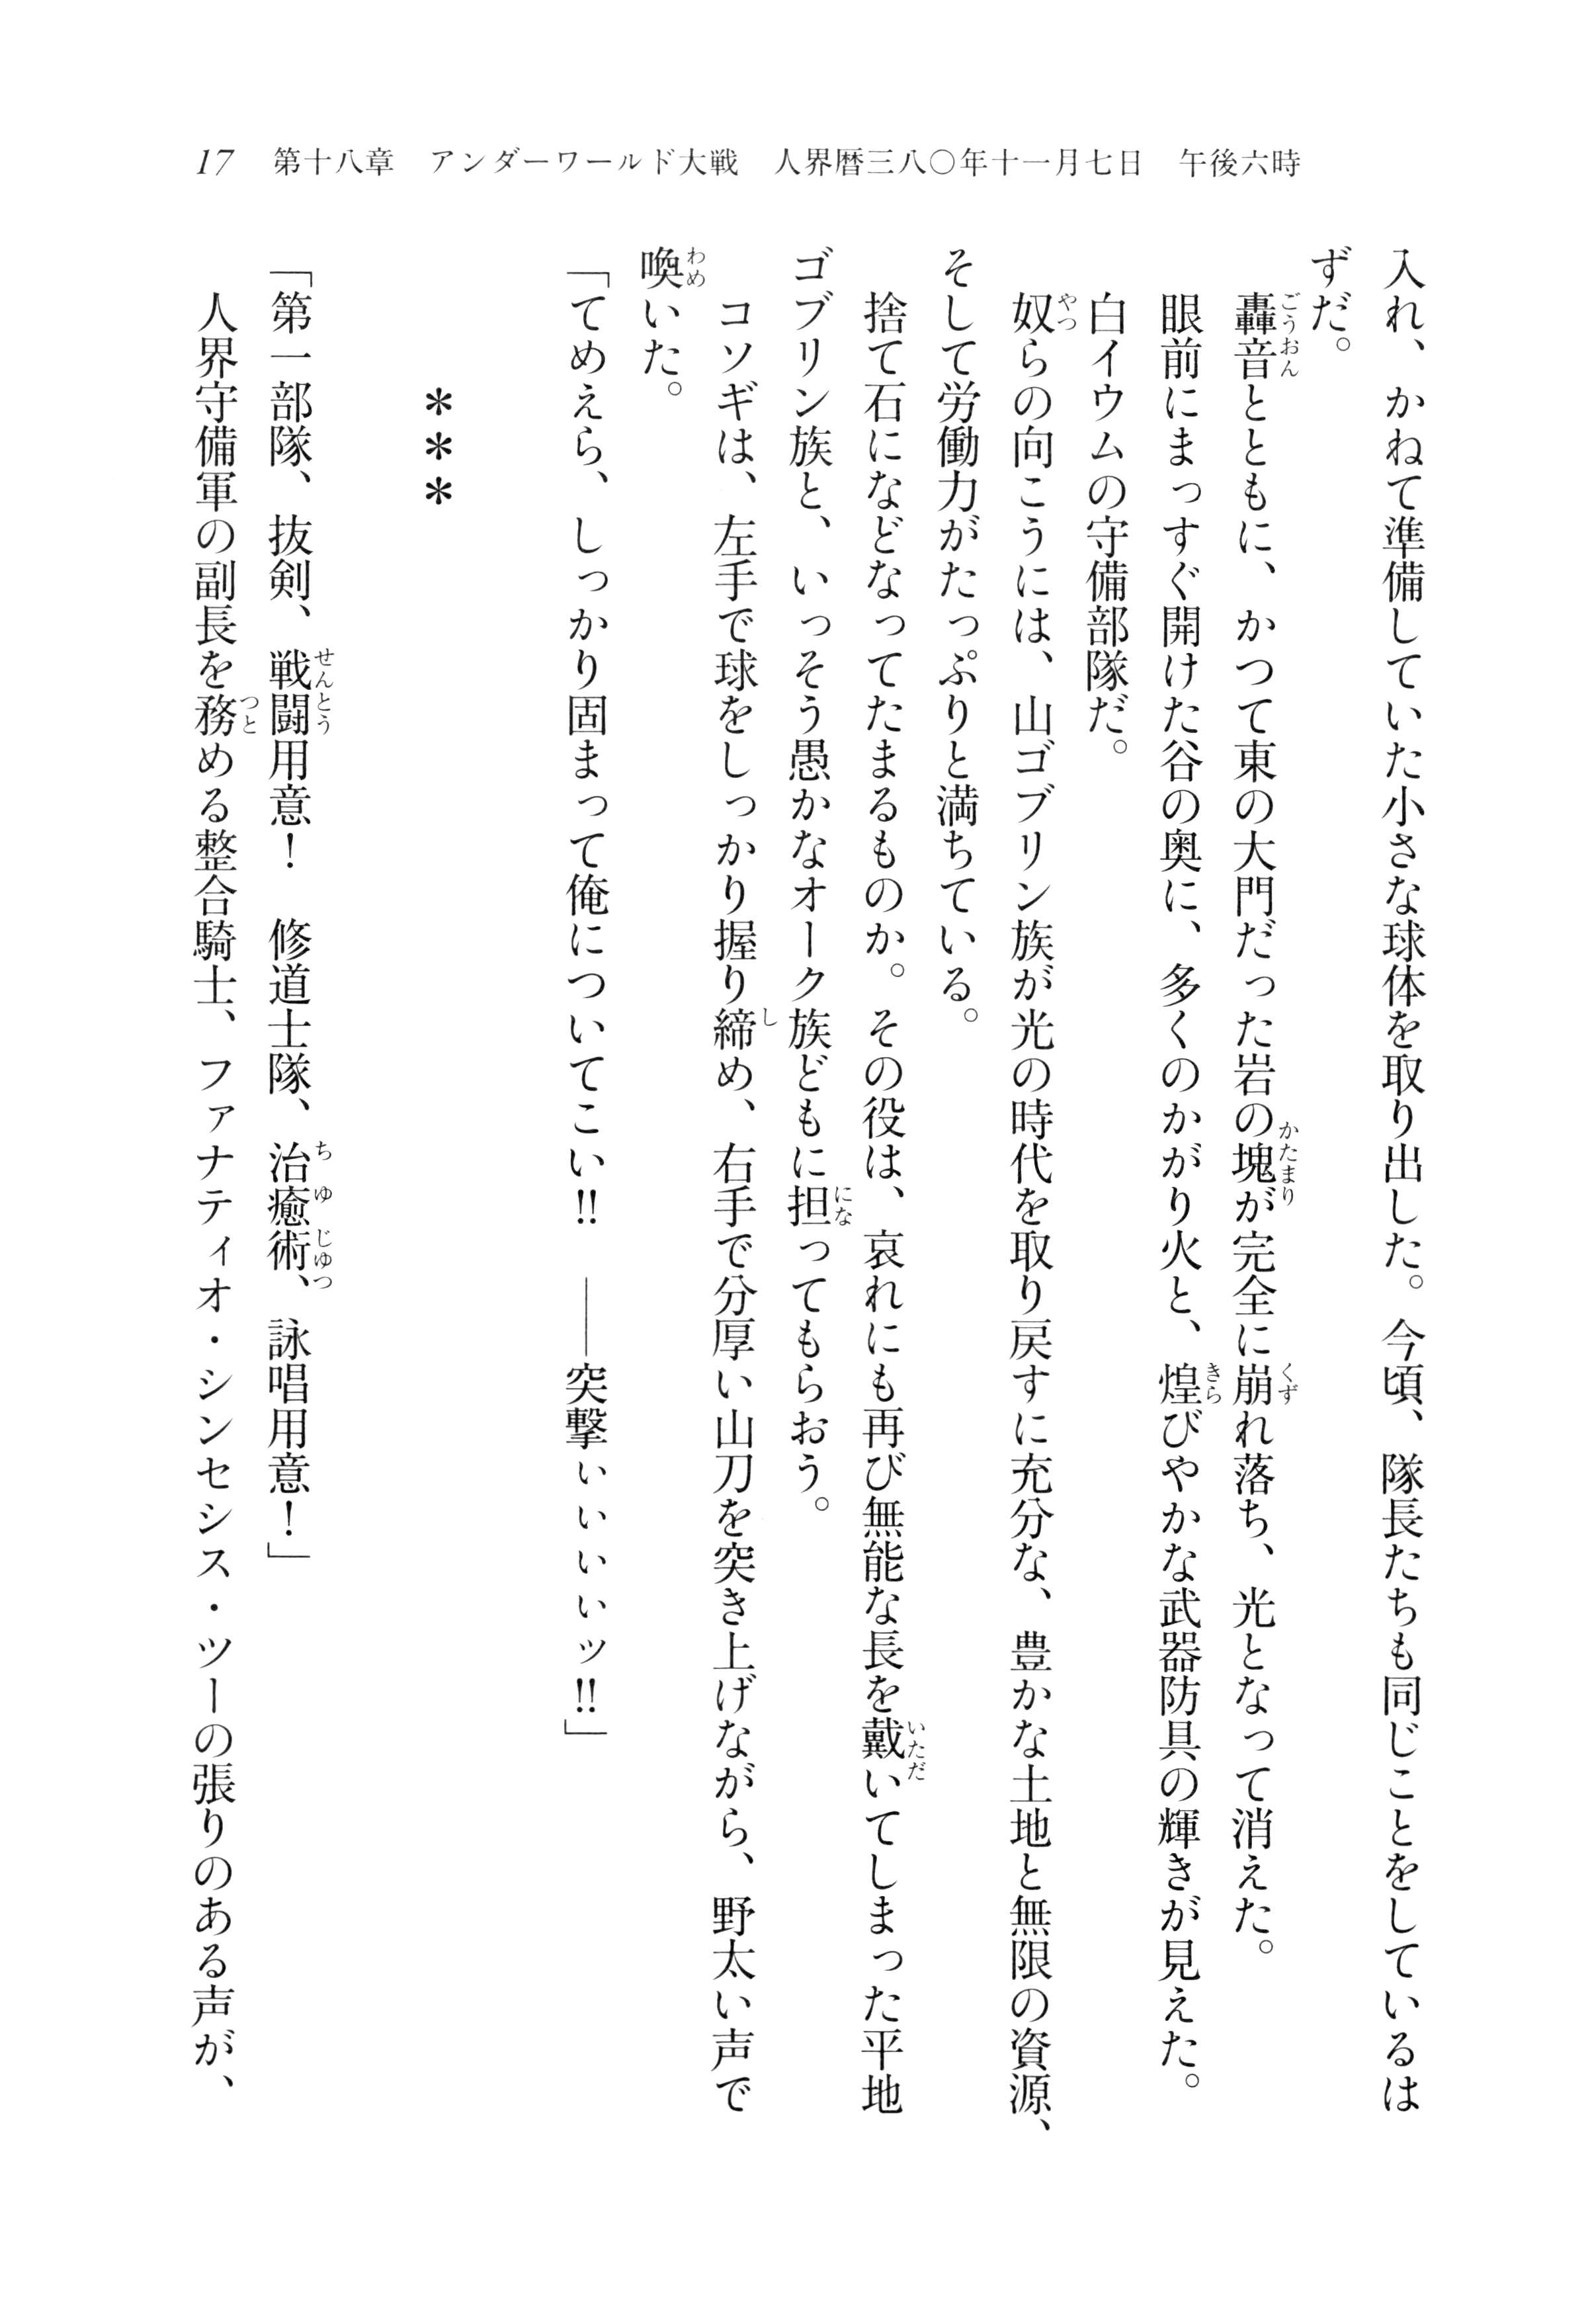 17　第十八章　アンダーワールド大戦　人界暦三八〇年十一月七日　午後六時
入れ、かねて準備していた小さな球体を取り出した。今頃、隊長たちも同じことをしているは
ずだ。
　轟音とともに、かつて東の大門だった岩の塊が完全に崩れ落ち、光となって消えた。
　眼前にまっすぐ開けた谷の奥に、多くのかがり火と、煌びやかな武器防具の輝きが見えた。
　白イウムの守備部隊だ。
　奴らの向こうには、山ゴブリン族が光の時代を取り戻すに充分な、豊かな土地と無限の資源、
そして労働力がたっぷりと満ちている。
　捨て石になどなってたまるものか。その役は、哀れにも再び無能な長を戴いてしまった平地
ゴブリン族と、いっそう愚かなオーク族どもに担ってもらおう。
　コソギは、左手で球をしっかり握り締め、右手で分厚い山刀を突き上げながら、野太い声で
喚いた。
「てめえら、しっかり固まって俺についてこい!!　――突撃ぃぃぃぃッ!!」
＊＊＊
「第一部隊、抜剣、戦闘用意！　修道士隊、治癒術、詠唱用意！」
　人界守備軍の副長を務める整合騎士、ファナティオ・シンセシス・ツーの張りのある声が、